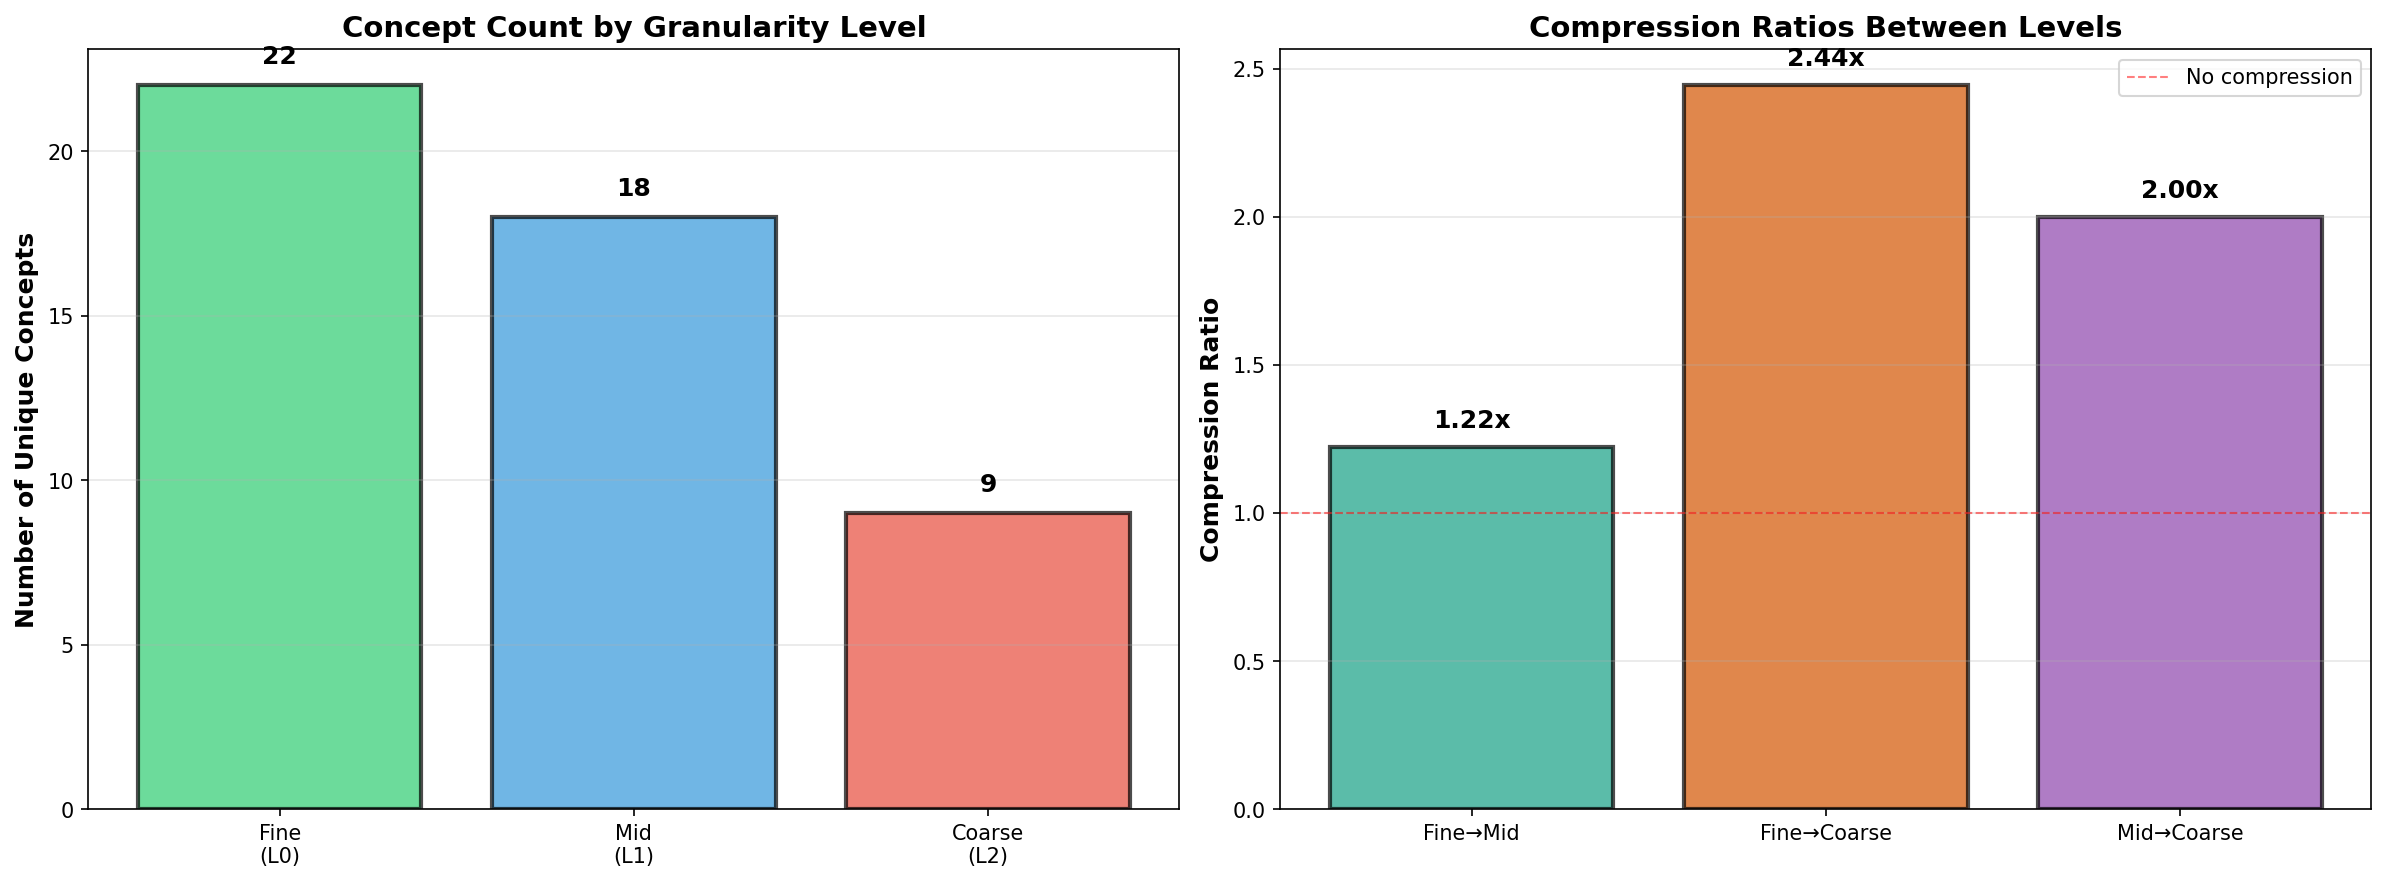 Concept Count by Granularity Level
Number of Unique Concepts
20
15
10
5
0
22
18
9
Fine
(L0)
Mid
(L1)
Coarse
(L2)
Compression Ratios Between Levels
Compression Ratio
2.5
2.0
1.5
1.0
0.5
0.0
No compression
1.22x
2.44x
2.00x
Fine→Mid
Fine→Coarse
Mid→Coarse